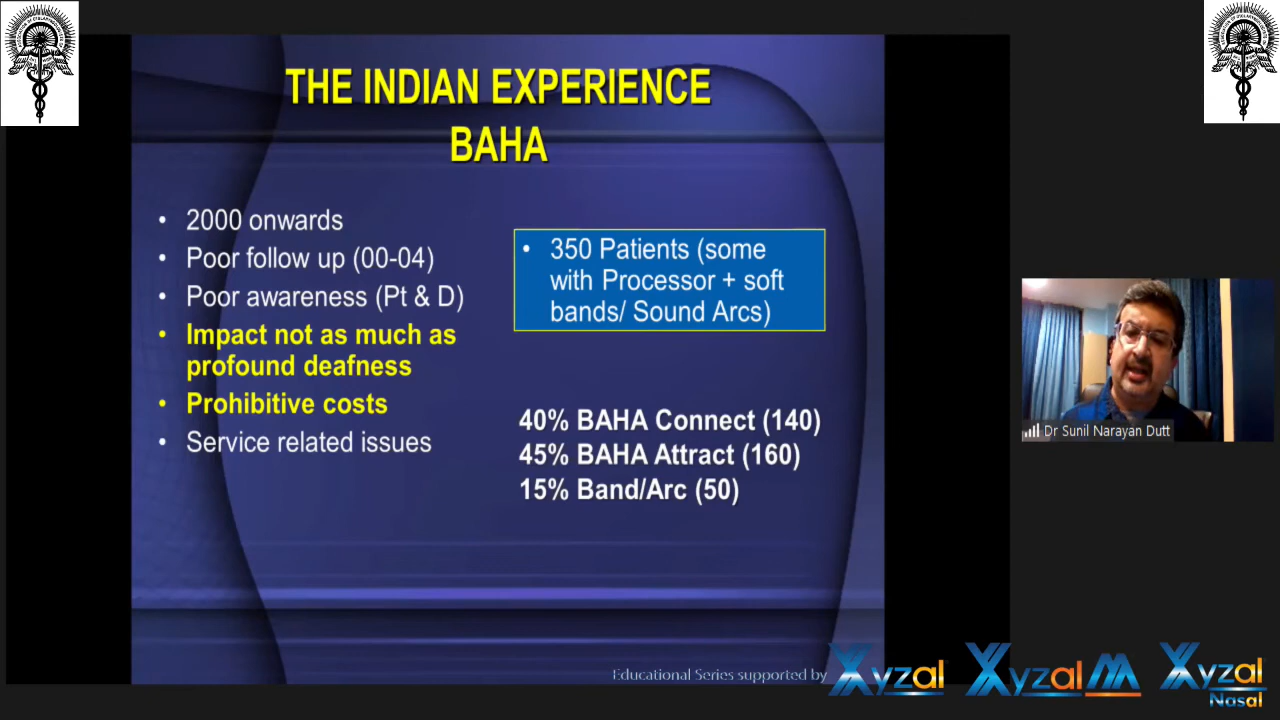 THE INDIAN EXPERIENCE
BAHA
• 2000 onwards
• Poor follow up (00-04)
• Poor awareness (Pt & D)
• Impact not as much as
profound deafness
• Prohibitive costs
• Service related issues
• 350 Patients (some
with Processor + soft
bands/ Sound Arcs)
40% BAHA Connect (140)
45% BAHA Attract (160)
15% Band/Arc (50)
Dr Sunil Narayan Dutt
Educational Series supported by
Xyzal
Xyzal M
Xyzal
Nasal